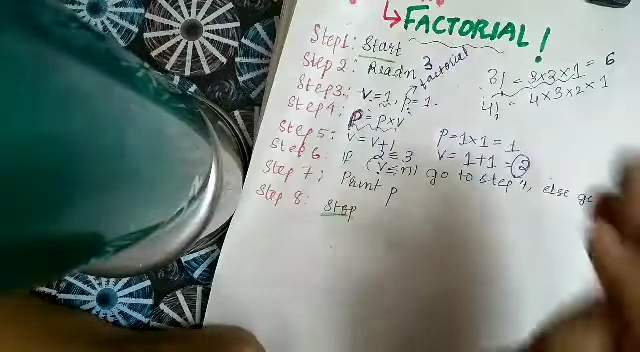 ↳ FACTORIAL!
Step1: Start
Step 2: Read n 3
Step3: v=1, p=1. factorial
Step4: P = P×V
Step 5: V = V+1
Step 6: if 2≤3 (v≤n) go to step 4, else go
Step 7: Print p
Step 8: Stop
3! = 3×2×1 = 6
4! = 4×3×2×1
P=1×1=1
V= 1+1 = 2